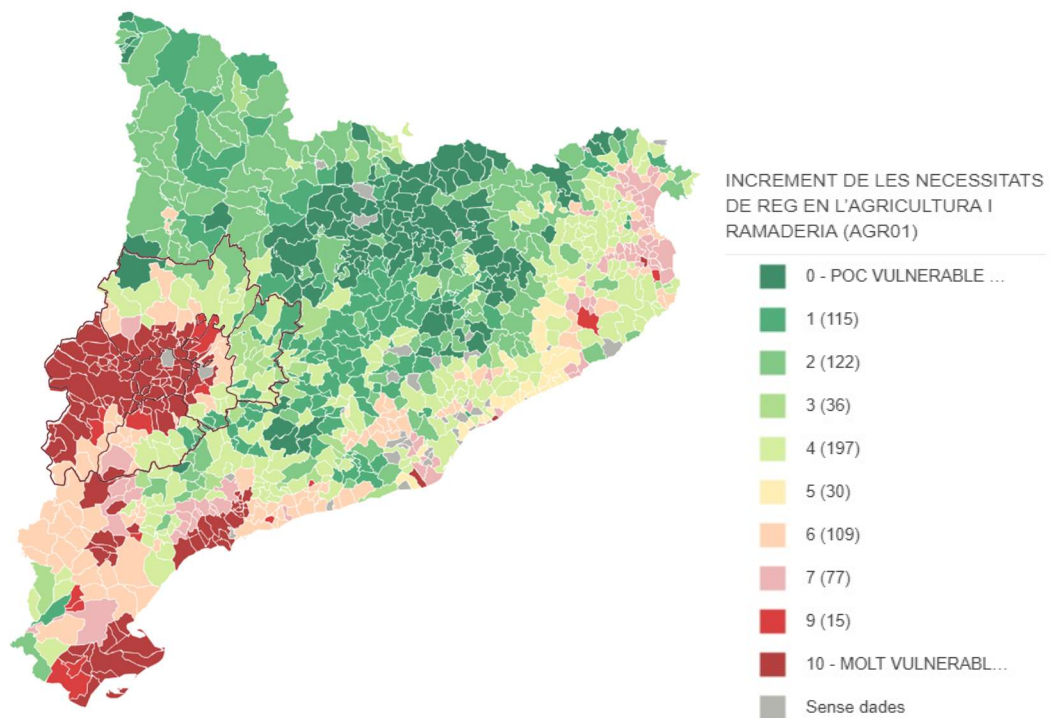 INCREMENT DE LES NECESSITATS
DE REG EN L'AGRICULTURA I
RAMADERIA (AGR01)
0 - POC VULNERABLE ...
1 (115)
2 (122)
3 (36)
4 (197)
5 (30)
6 (109)
7 (77)
9 (15)
10 - MOLT VULNERABL...
Sense dades